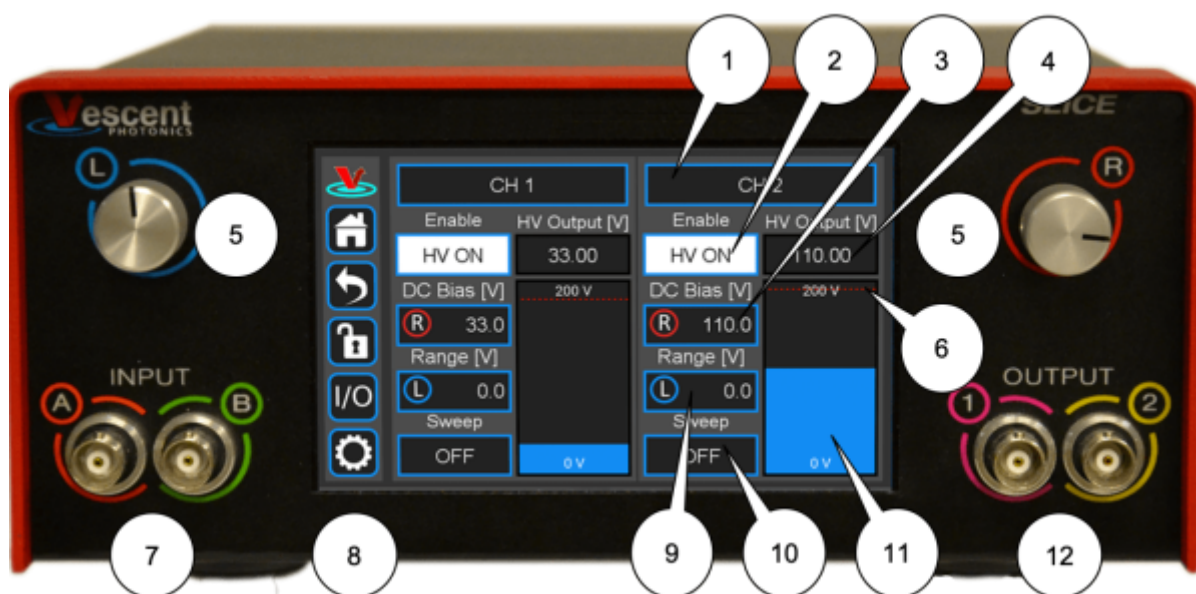 1
2
3
4
Vescent
PHOTONICS
SLICE
L
R
5
5
CH 1
CH 2
Enable
HV Output [V]
Enable
HV Output [V]
HV ON
33.00
HV ON
110.00
DC Bias [V]
200 V
DC Bias [V]
200 V
R 33.0
R 110.0
6
Range [V]
Range [V]
L 0.0
L 0.0
I/O
Sweep
Sweep
OFF
0 V
OFF
0 V
INPUT
A
B
OUTPUT
1
2
7
8
9
10
11
12